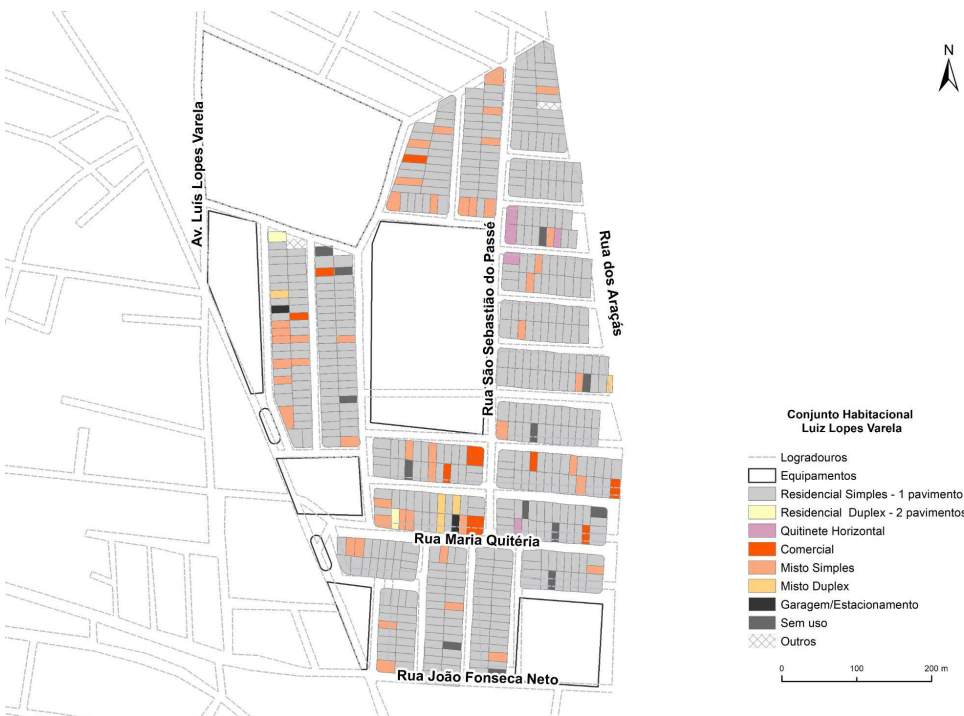 N
Av. Luís Lopes Varela
Rua São Sebastião do Passé
Rua dos Araçás
Rua Maria Quitéria
Rua João Fonseca Neto
Conjunto Habitacional
Luiz Lopes Varela
Logradouros
Equipamentos
Residencial Simples - 1 pavimento
Residencial Duplex - 2 pavimentos
Quitinete Horizontal
Comercial
Misto Simples
Misto Duplex
Garagem/Estacionamento
Sem uso
Outros
0 100 200 m